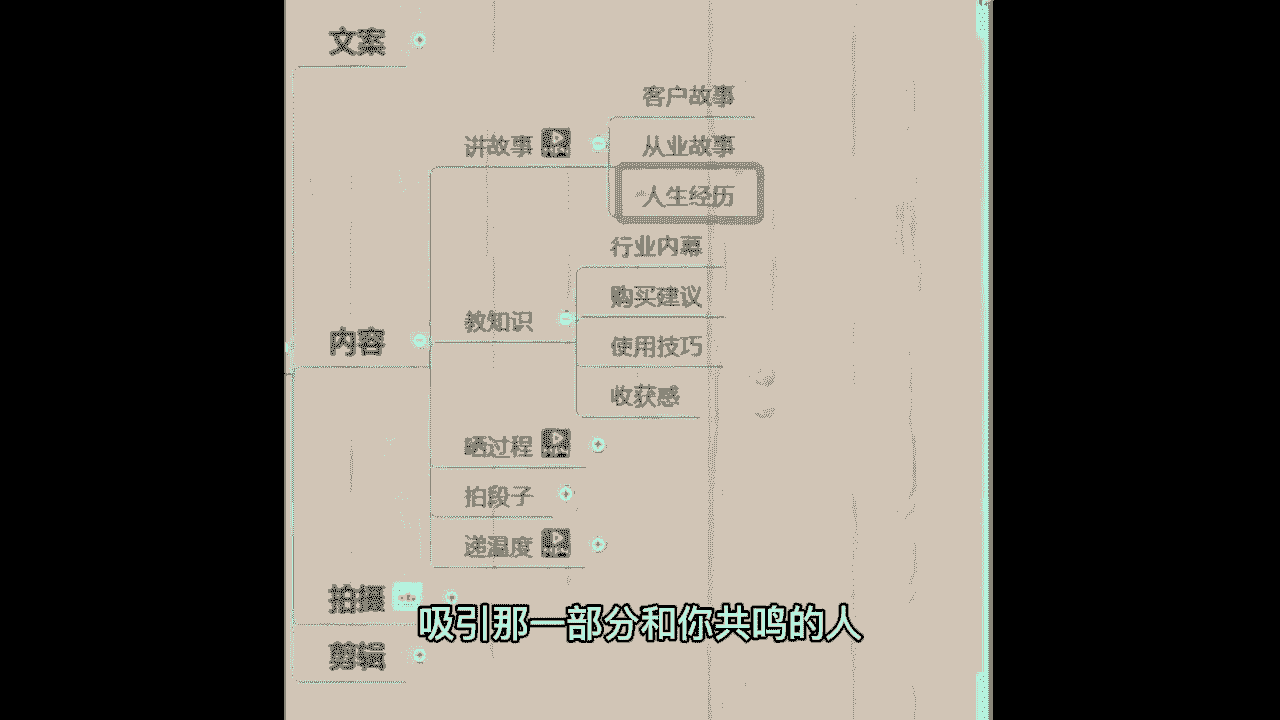 文案
客户故事
讲故事
从业故事
人生经历
行业内幕
购买建议
教知识
内容
使用技巧
收获感
晒过程
拍段子
递温度
拍摄
吸引那一部分和你共鸣的人
剪辑